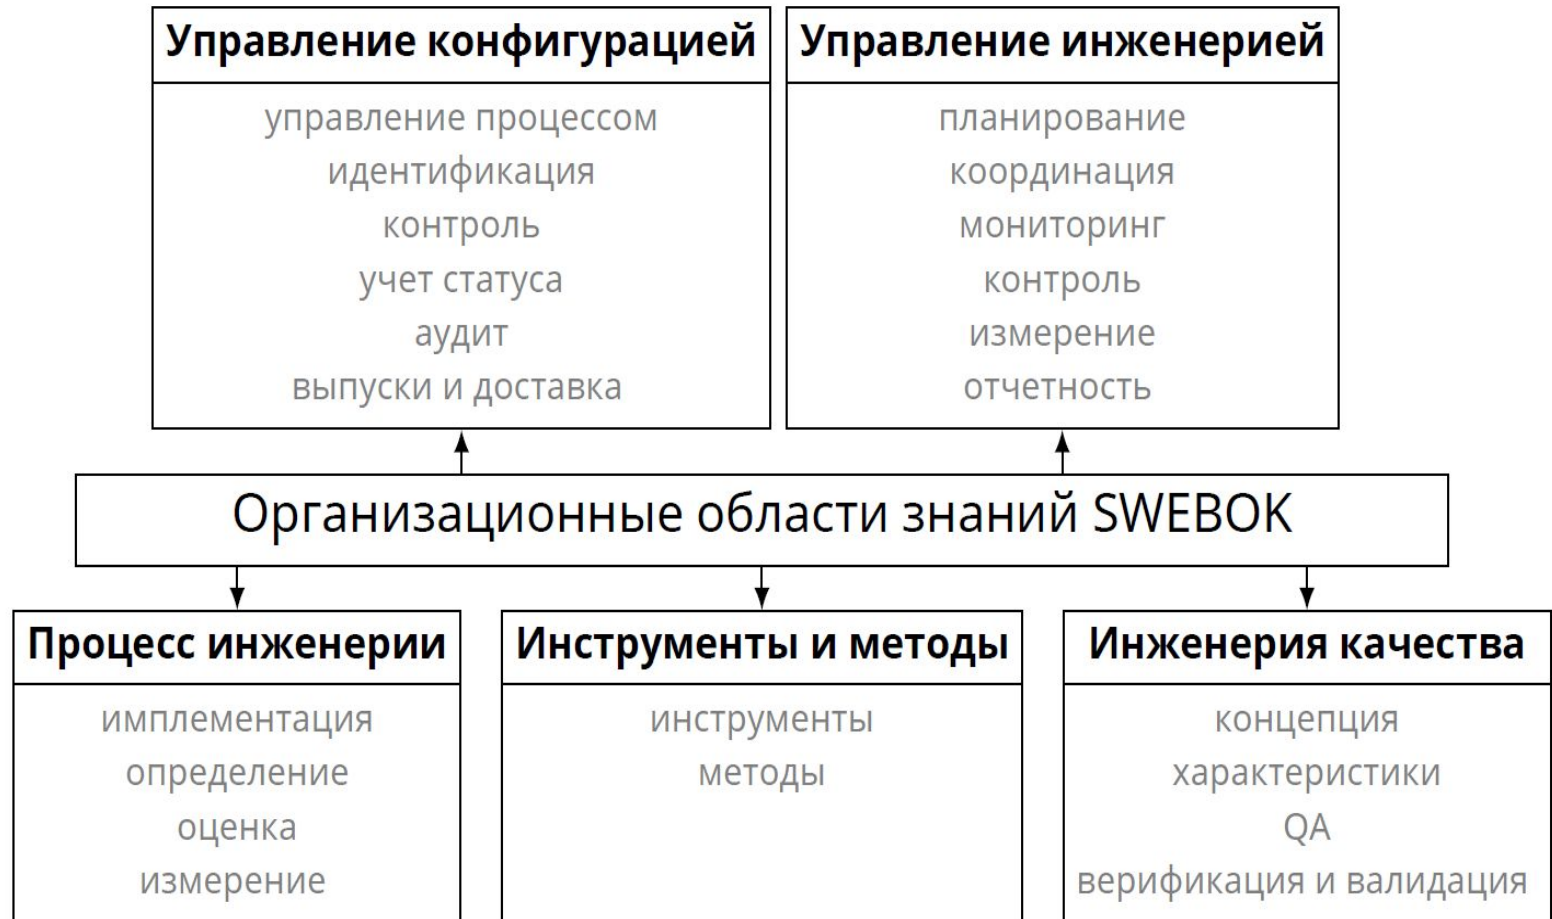 Управление конфигурацией
управление процессом
идентификация
контроль
учет статуса
аудит
выпуски и доставка
Управление инженерией
планирование
координация
мониторинг
контроль
измерение
отчетность
Организационные области знаний SWEBOK
Процесс инженерии
имплементация
определение
оценка
измерение
Инструменты и методы
инструменты
методы
Инженерия качества
концепция
характеристики
QA
верификация и валидация